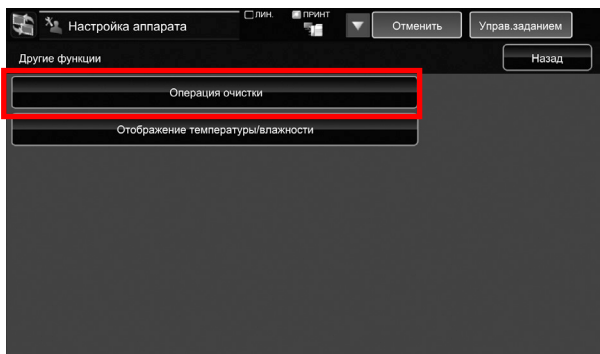 Настройка аппарата
ЛИН.
ПРИНТ
Отменить
Управ.заданием
Другие функции
Назад
Операция очистки
Отображение температуры/влажности